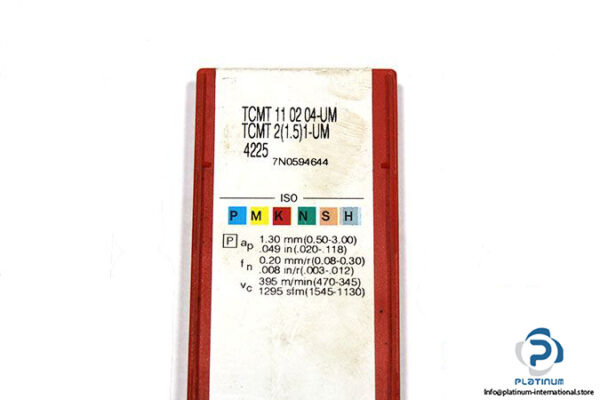 TCMT 11 02 04-UM
TCMT 2(1.5)1-UM
4225
7N0594644
ISO
P M K N S H
P ap 1.30 mm(0.50-3.00)
.049 in(.020-.118)
fn 0.20 mm/r(0.08-0.30)
.008 in/r(.003-.012)
vc 395 m/min(470-345)
1295 sfm(1545-1130)
PLATINUM
https://platinum-international.store